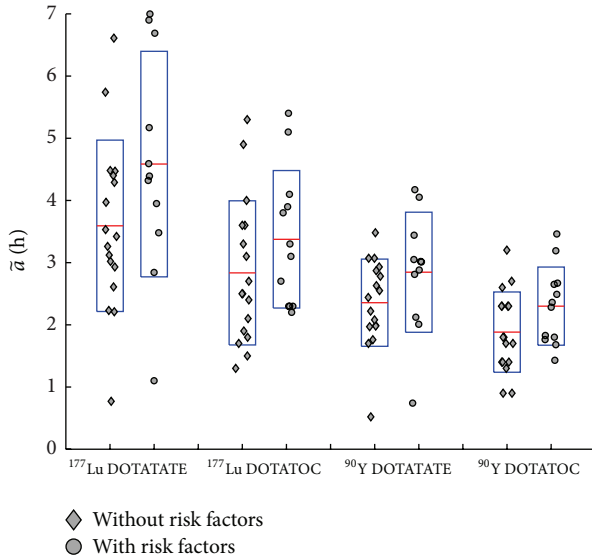 7
6
5
4
3
2
1
0
ã (h)
¹⁷⁷Lu DOTATATE ¹⁷⁷Lu DOTATOC ⁹⁰Y DOTATATE ⁹⁰Y DOTATOC
Without risk factors
With risk factors